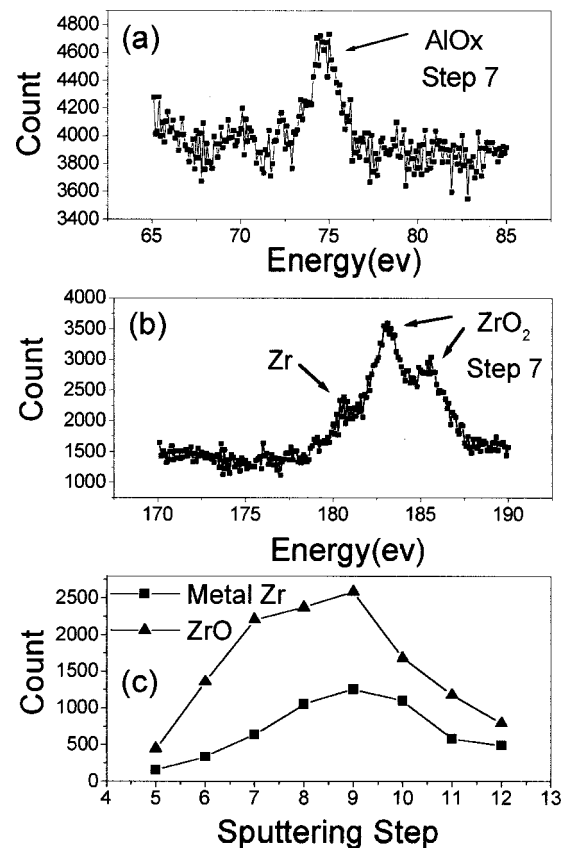 (a)
AlOx
Step 7
Count
4800
4600
4400
4200
4000
3800
3600
3400
65 70 75 80 85
Energy(ev)
(b)
Zr
ZrO2
Step 7
Count
4000
3500
3000
2500
2000
1500
1000
170 175 180 185 190
Energy(ev)
(c)
Metal Zr
ZrO
Count
2500
2000
1500
1000
500
0
4 5 6 7 8 9 10 11 12 13
Sputtering Step